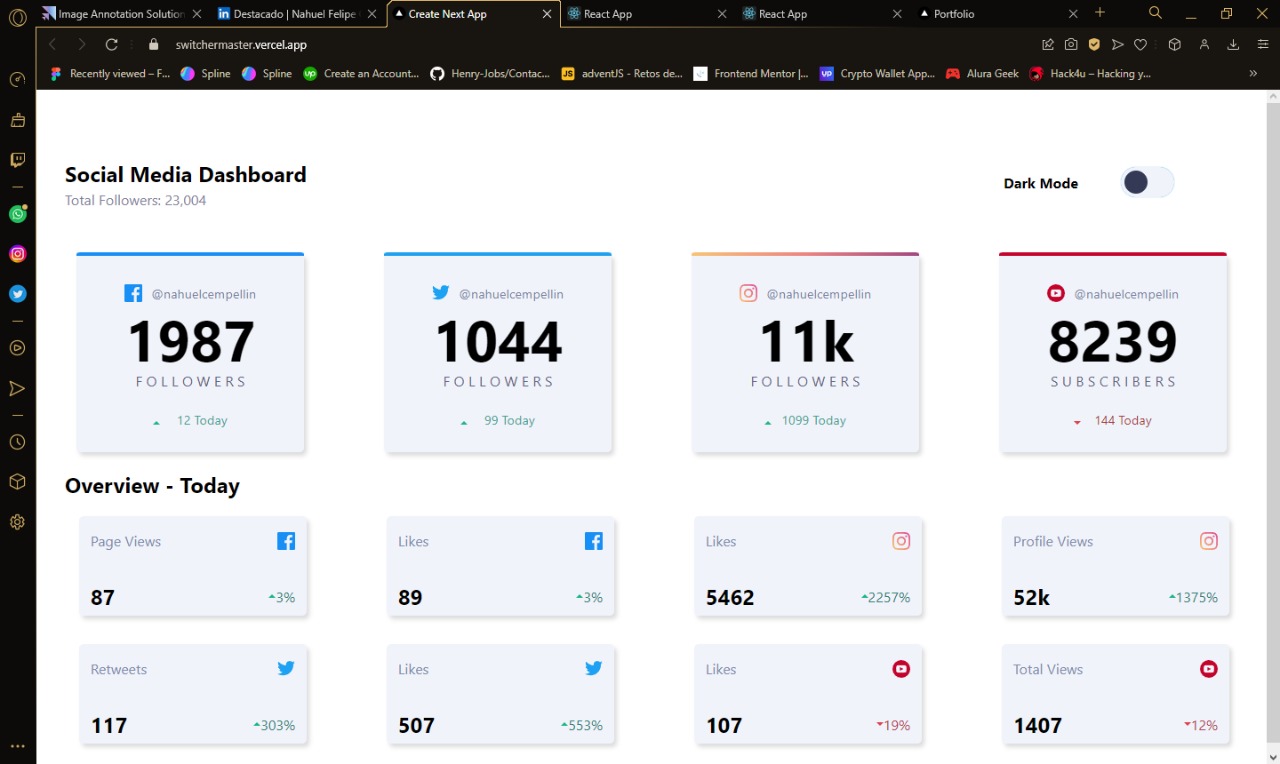 Image Annotation Solution
Destacado | Nahuel Felipe
Create Next App
React App
React App
Portfolio
switchermaster.vercel.app
Recently viewed – F...
Spline
Spline
Create an Account...
Henry-Jobs/Contac...
adventJS - Retos de...
Frontend Mentor |...
Crypto Wallet App...
Alura Geek
Hack4u – Hacking y...
Social Media Dashboard
Total Followers: 23,004
Dark Mode
@nahuelcempellin
1987
FOLLOWERS
12 Today
@nahuelcempellin
1044
FOLLOWERS
99 Today
@nahuelcempellin
11k
FOLLOWERS
1099 Today
@nahuelcempellin
8239
SUBSCRIBERS
144 Today
Overview - Today
Page Views
87
3%
Likes
89
3%
Likes
5462
2257%
Profile Views
52k
1375%
Retweets
117
303%
Likes
507
553%
Likes
107
19%
Total Views
1407
12%